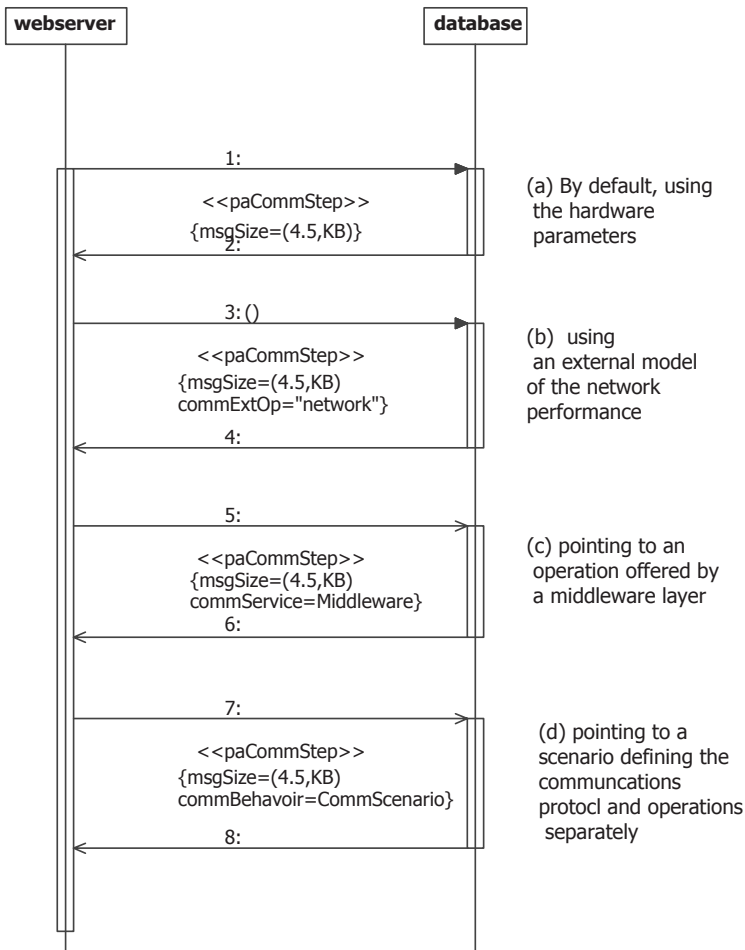 webserver
database
1:
<<paCommStep>>
{msgSize=(4.5,KB)}
2:
(a) By default, using
the hardware
parameters
3: ()
<<paCommStep>>
{msgSize=(4.5,KB)
commExtOp="network"}
4:
(b) using
an external model
of the network
performance
5:
<<paCommStep>>
{msgSize=(4.5,KB)
commService=Middleware}
6:
(c) pointing to an
operation offered by
a middleware layer
7:
<<paCommStep>>
{msgSize=(4.5,KB)
commBehavoir=CommScenario}
8:
(d) pointing to a
scenario defining the
communcations
protocl and operations
separately